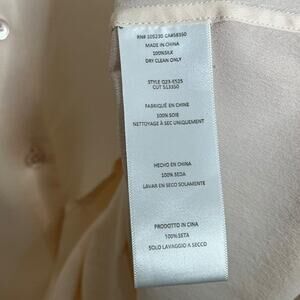 RN# 105230 CA#58350
MADE IN CHINA
100%SILK
DRY CLEAN ONLY
STYLE Q23-E525
CUT 513350
FABRIQUÉ EN CHINE
100% SOIE
NETTOYAGE À SEC UNIQUEMENT
HECHO EN CHINA
100% SEDA
LAVAR EN SECO SOLAMENTE
PRODOTTO IN CINA
100% SETA
SOLO LAVAGGIO A SECCO